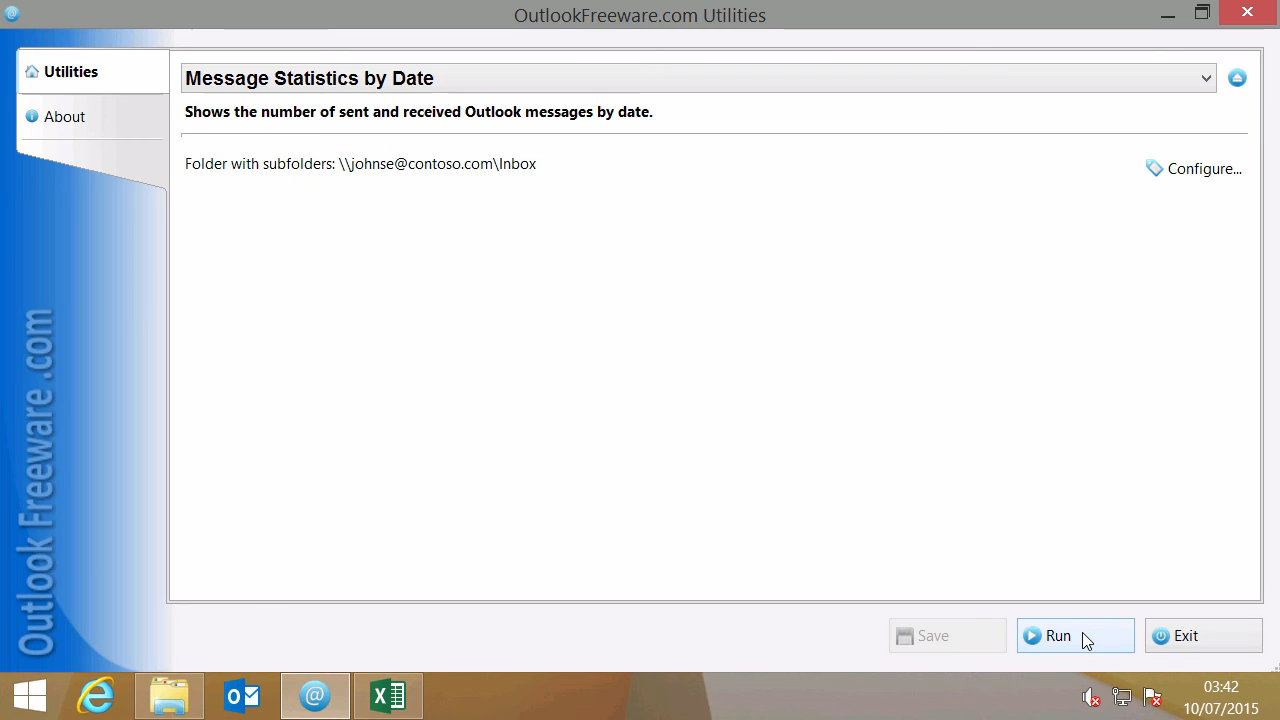 OutlookFreeware.com Utilities
Utilities
About
Message Statistics by Date
Shows the number of sent and received Outlook messages by date.
Folder with subfolders: \\johnse@contoso.com\Inbox
Configure...
Outlook Freeware .com
Save
Run
Exit
03:42
10/07/2015